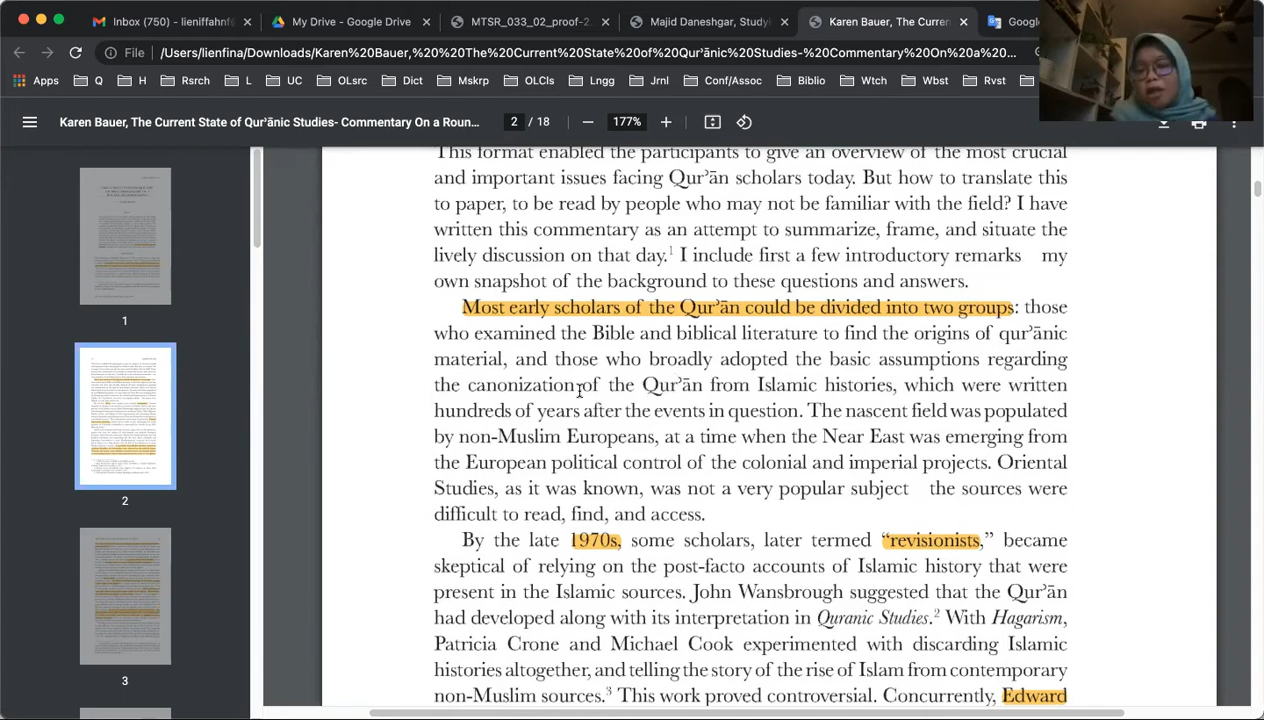 Inbox (750) - lieniffahnf
My Drive - Google Drive
MTSR_033_02_proof-2
Majid Daneshgar, Study
Karen Bauer, The Curren
Goog
File
/Users/lienfina/Downloads/Karen%20Bauer,%20%20The%20Current%20State%20of%20Qurʾānic%20Studies-%20Commentary%20On%20a%20...
Apps Q H Rsrch L UC OLsrc Dict Mskrp OLCls Lngg Jrnl Conf/Assoc Biblio Wtch Wbst Rvst
Karen Bauer, The Current State of Qurʾānic Studies- Commentary On a Roun...
2 / 18
177%
1
2
3
This format enabled the participants to give an overview of the most crucial
and important issues facing Qurʾān scholars today. But how to translate this
to paper, to be read by people who may not be familiar with the field? I have
written this commentary as an attempt to summarize, frame, and situate the
lively discussion on that day.1 I include first a few introductory remarks my
own snapshot of the background to these questions and answers.
Most early scholars of the Qurʾān could be divided into two groups: those
who examined the Bible and biblical literature to find the origins of qurʾānic
material, and those who broadly adopted the basic assumptions regarding
the canonization of the Qurʾān from Islamic histories, which were written
hundreds of years after the events in question. The nascent field was populated
by non-Muslim Europeans, at a time when the Near East was emerging from
the European political control of the colonial and imperial projects. Oriental
Studies, as it was known, was not a very popular subject the sources were
difficult to read, find, and access.
By the late 1970s, some scholars, later termed “revisionists,” became
skeptical of relying on the post-facto accounts of Islamic history that were
present in the Islamic sources. John Wansbrough suggested that the Qurʾān
had developed along with its interpretation in Quranic Studies.2 With Hagarism,
Patricia Crone and Michael Cook experimented with discarding Islamic
histories altogether, and telling the story of the rise of Islam from contemporary
non-Muslim sources.3 This work proved controversial. Concurrently, Edward